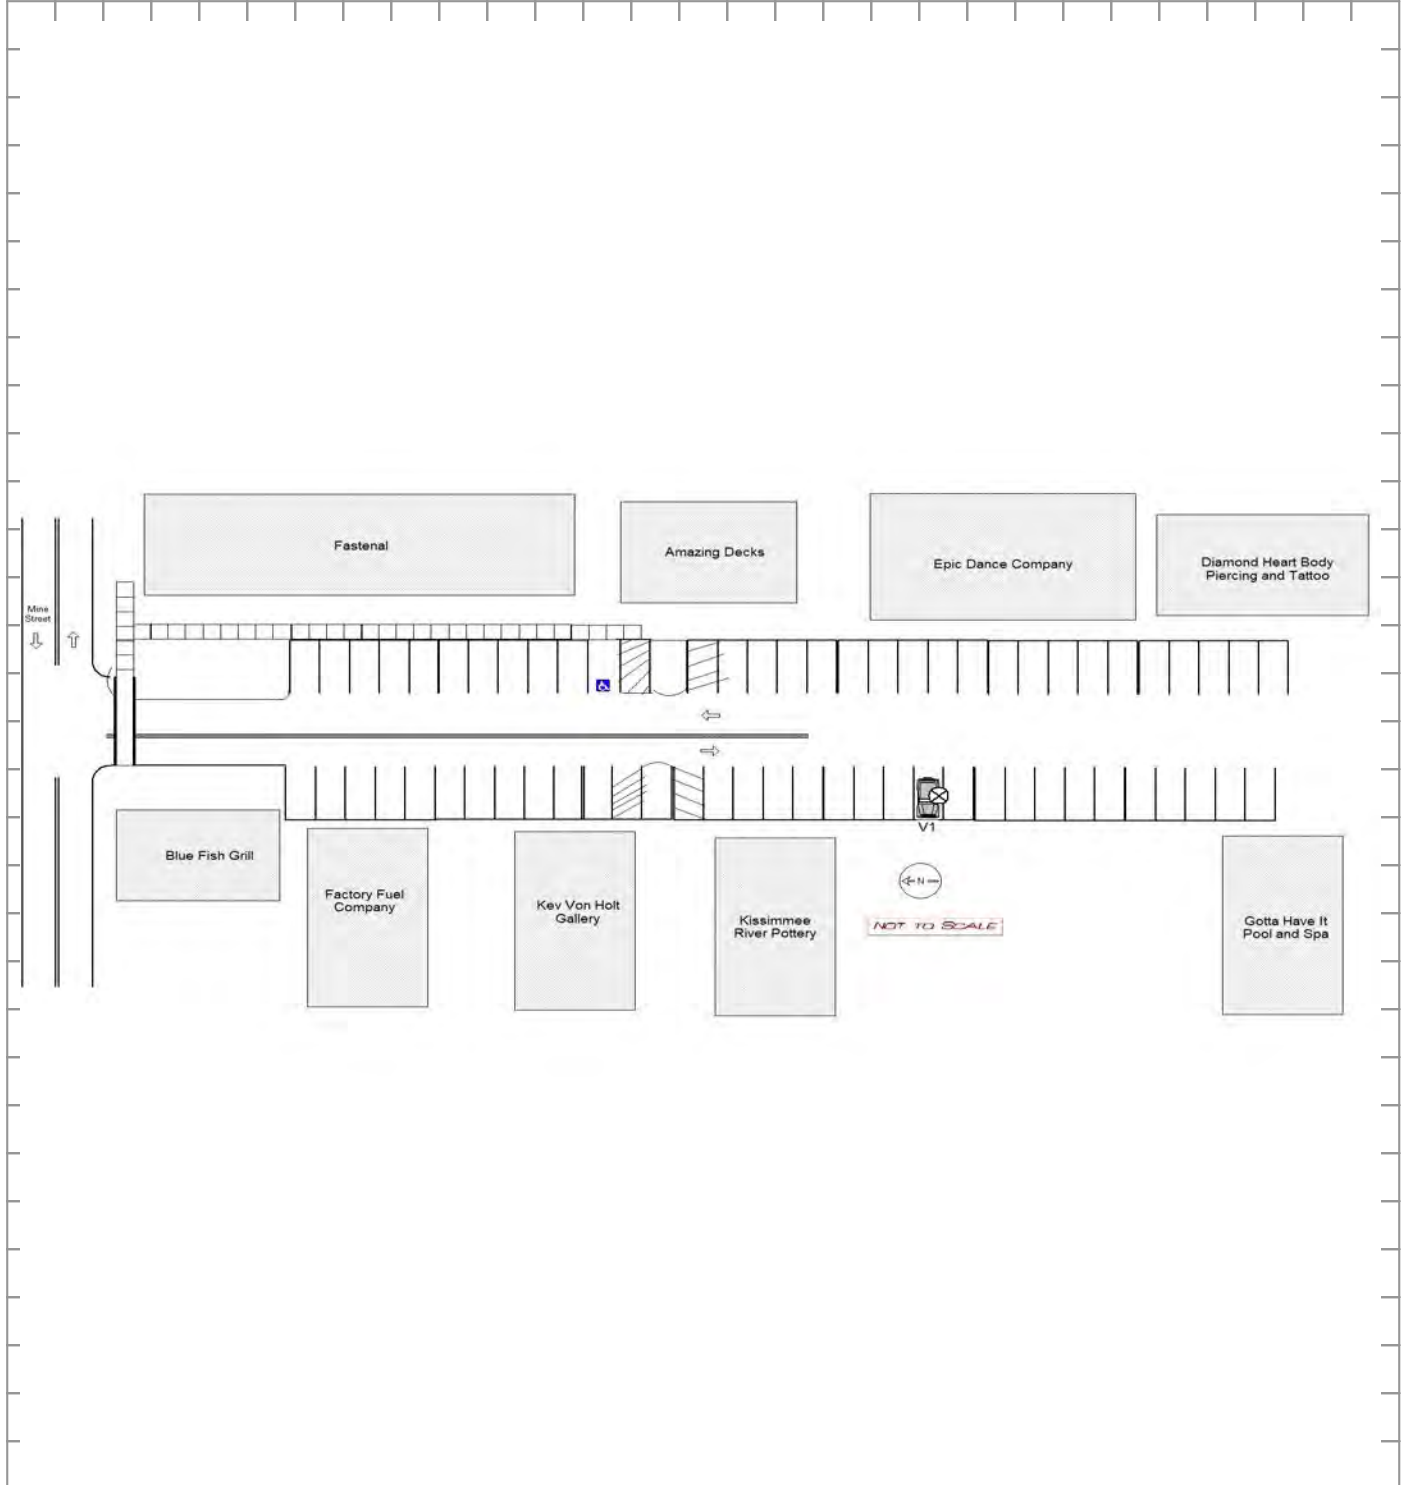 Fastenal
Amazing Decks
Epic Dance Company
Diamond Heart Body
Piercing and Tattoo
Mine
Street
V1
Blue Fish Grill
Factory Fuel
Company
Kev Von Holt
Gallery
Kissimmee
River Pottery
N
NOT TO SCALE
Gotta Have It
Pool and Spa